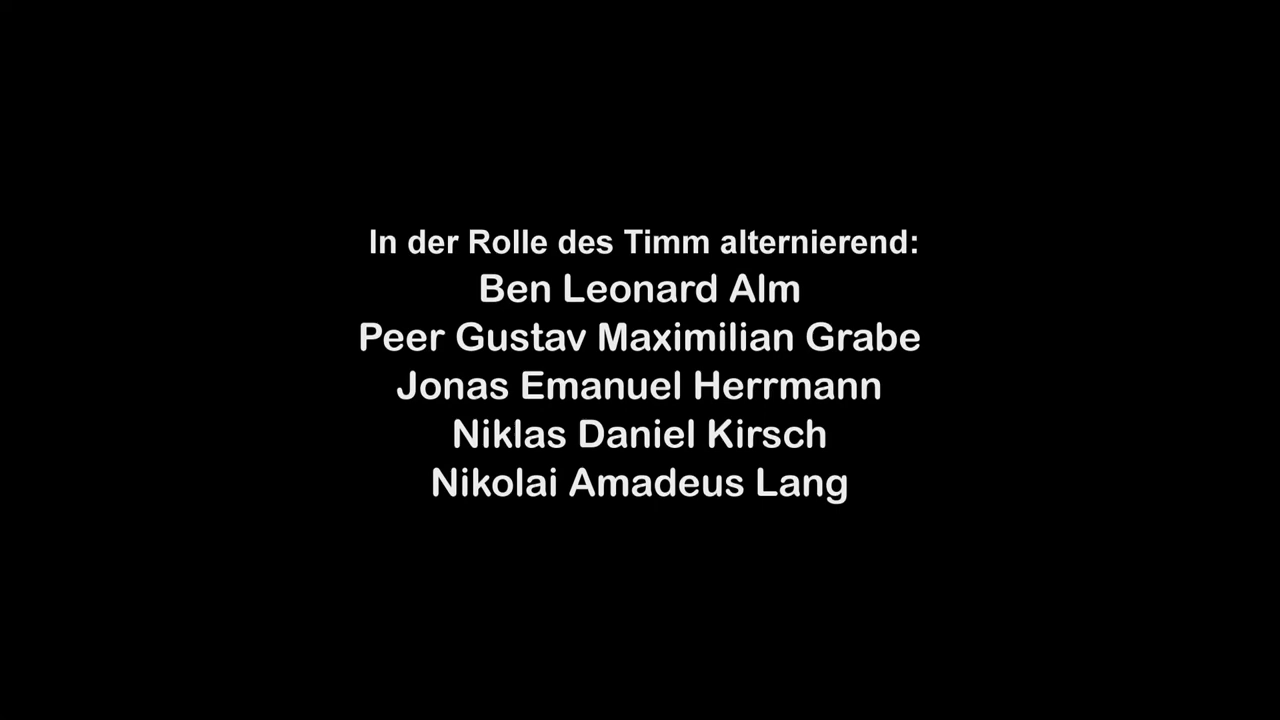 In der Rolle des Timm alternierend:
Ben Leonard Alm
Peer Gustav Maximilian Grabe
Jonas Emanuel Herrmann
Niklas Daniel Kirsch
Nikolai Amadeus Lang